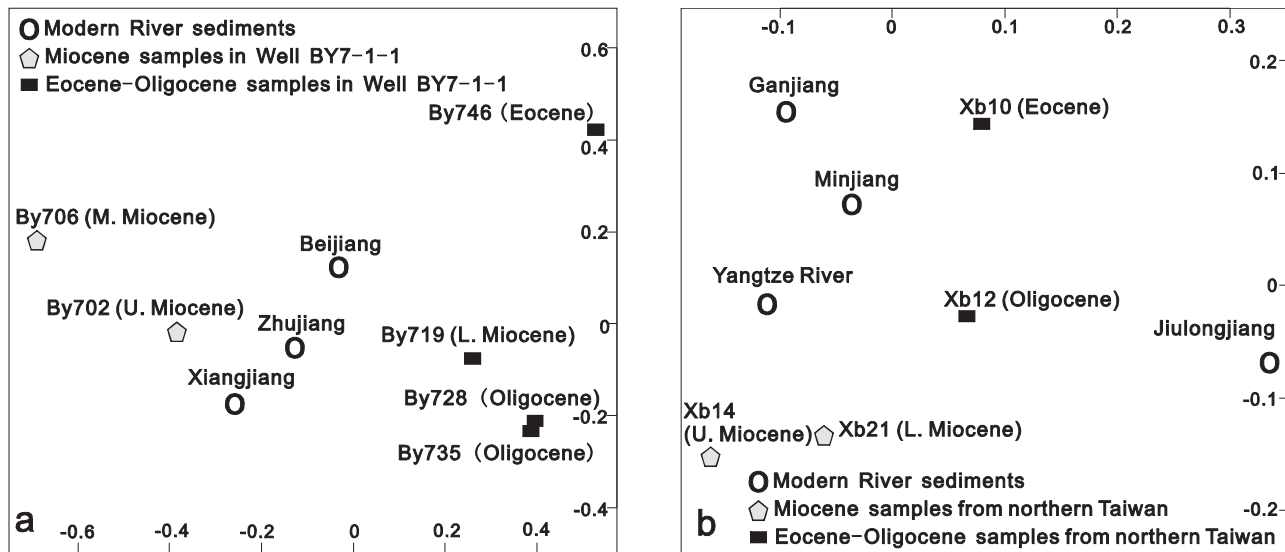 Modern River sediments
Miocene samples in Well BY7-1-1
Eocene-Oligocene samples in Well BY7-1-1
By746 (Eocene)
0.6
0.4
By706 (M. Miocene)
0.2
Beijiang
By702 (U. Miocene)
Zhujiang
0
By719 (L. Miocene)
Xiangjiang
By728 (Oligocene)
-0.2
By735 (Oligocene)
-0.4
a
-0.6 -0.4 -0.2 0 0.2 0.4
-0.1 0 0.1 0.2 0.3
0.2
Ganjiang
Xb10 (Eocene)
Minjiang
0.1
Yangtze River
0
Xb12 (Oligocene)
Jiulongjiang
-0.1
Xb14
(U. Miocene)
Xb21 (L. Miocene)
Modern River sediments
Miocene samples from northern Taiwan
-0.2
Eocene-Oligocene samples from northern Taiwan
b